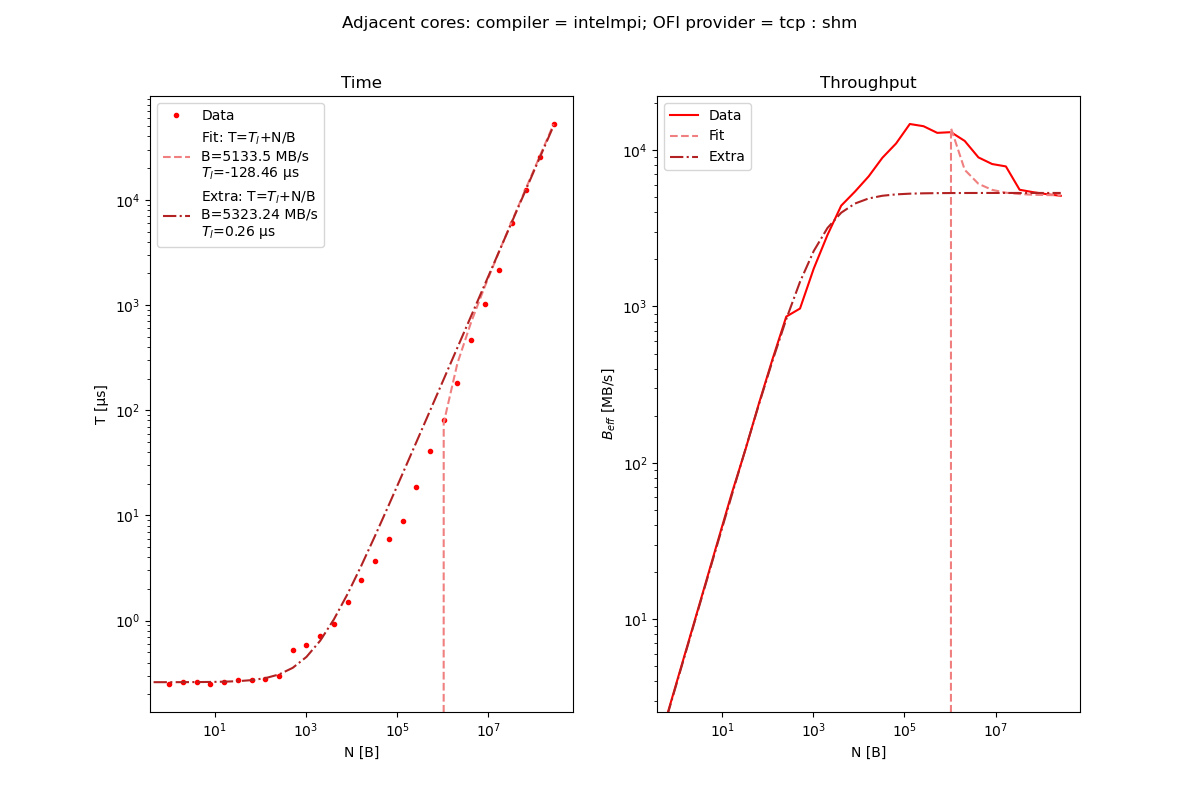 Adjacent cores: compiler = intelmpi; OFI provider = tcp : shm
Time
Data
Fit: T=T_l+N/B
B=5133.5 MB/s
T_l=-128.46 µs
Extra: T=T_l+N/B
B=5323.24 MB/s
T_l=0.26 µs
10^4
10^3
10^2
10^1
10^0
T [µs]
10^1 10^3 10^5 10^7
N [B]
Throughput
Data
Fit
Extra
10^4
10^3
10^2
10^1
B_eff [MB/s]
10^1 10^3 10^5 10^7
N [B]